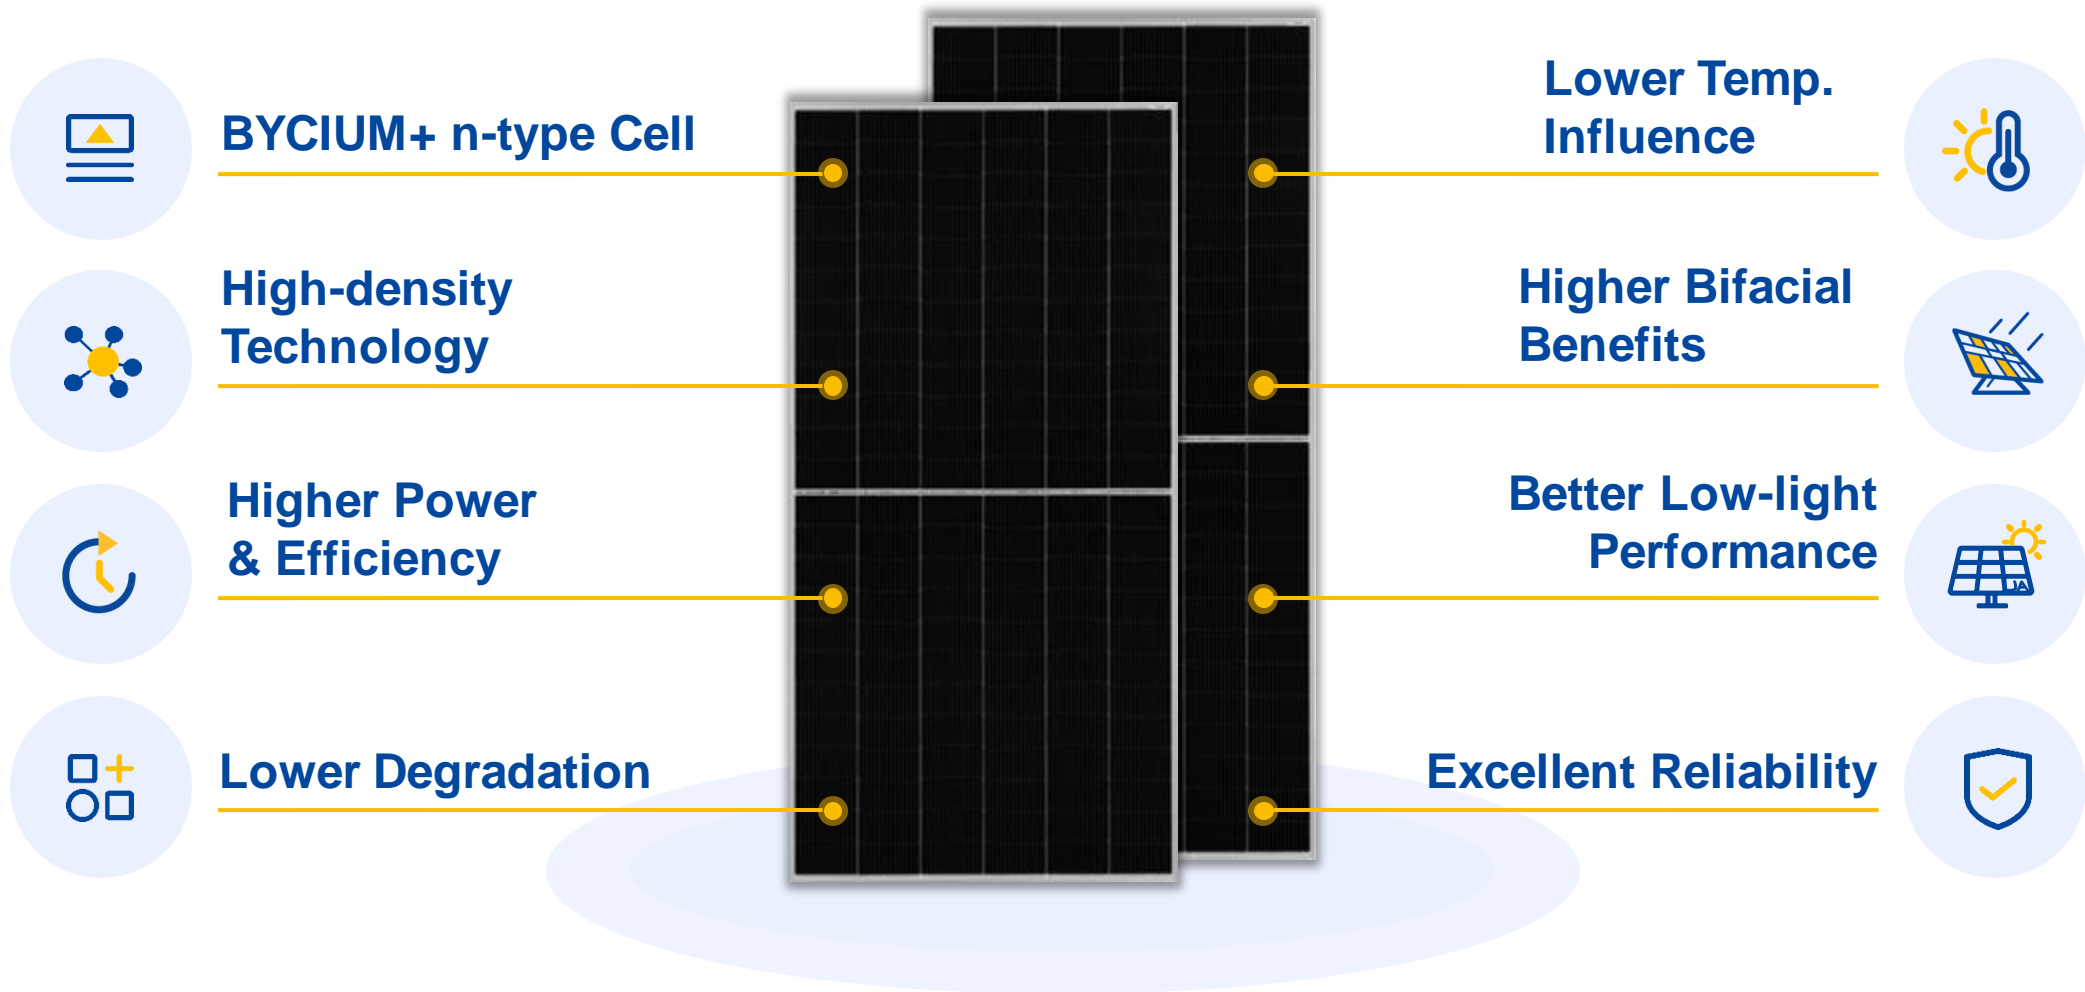 BYCIUM+ n-type Cell
High-density
Technology
Higher Power
& Efficiency
Lower Degradation
Lower Temp.
Influence
Higher Bifacial
Benefits
Better Low-light
Performance
JA
Excellent Reliability